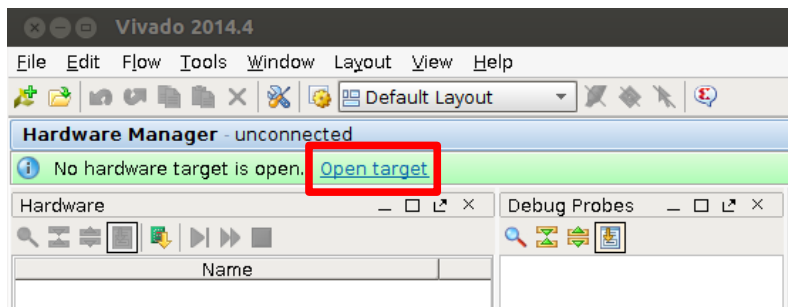 Vivado 2014.4
File Edit Flow Tools Window Layout View Help
Default Layout
Hardware Manager - unconnected
No hardware target is open. Open target
Hardware Debug Probes
Name